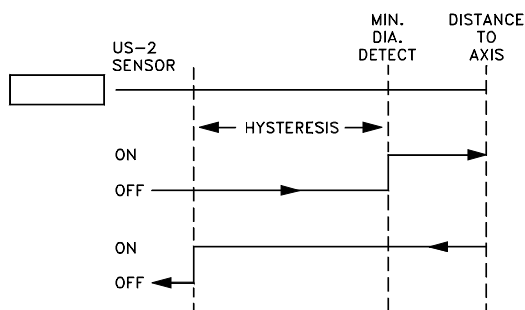 US-2
SENSOR
MIN.
DIA.
DETECT
DISTANCE
TO
AXIS
HYSTERESIS
ON
OFF
ON
OFF